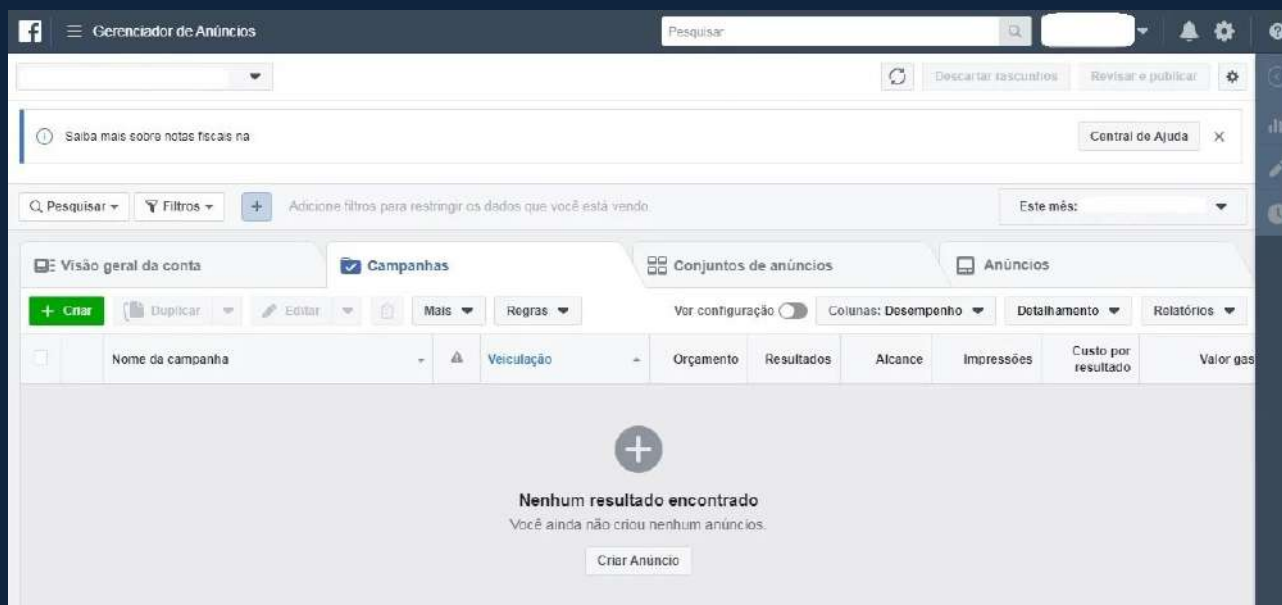 f Gerenciador de Anúncios Pesquisar
Descartar rascunhos Revisar e publicar
Saiba mais sobre notas fiscais na Central de Ajuda
Pesquisar Filtros + Adicione filtros para restringir os dados que você está vendo. Este mês:
Visão geral da conta Campanhas Conjuntos de anúncios Anúncios
+ Criar Duplicar Editar Mais Regras Ver configuração Colunas: Desempenho Detalhamento Relatórios
Nome da campanha Veiculação Orçamento Resultados Alcance Impressões Custo por resultado Valor gas
Nenhum resultado encontrado
Você ainda não criou nenhum anúncios.
Criar Anúncio